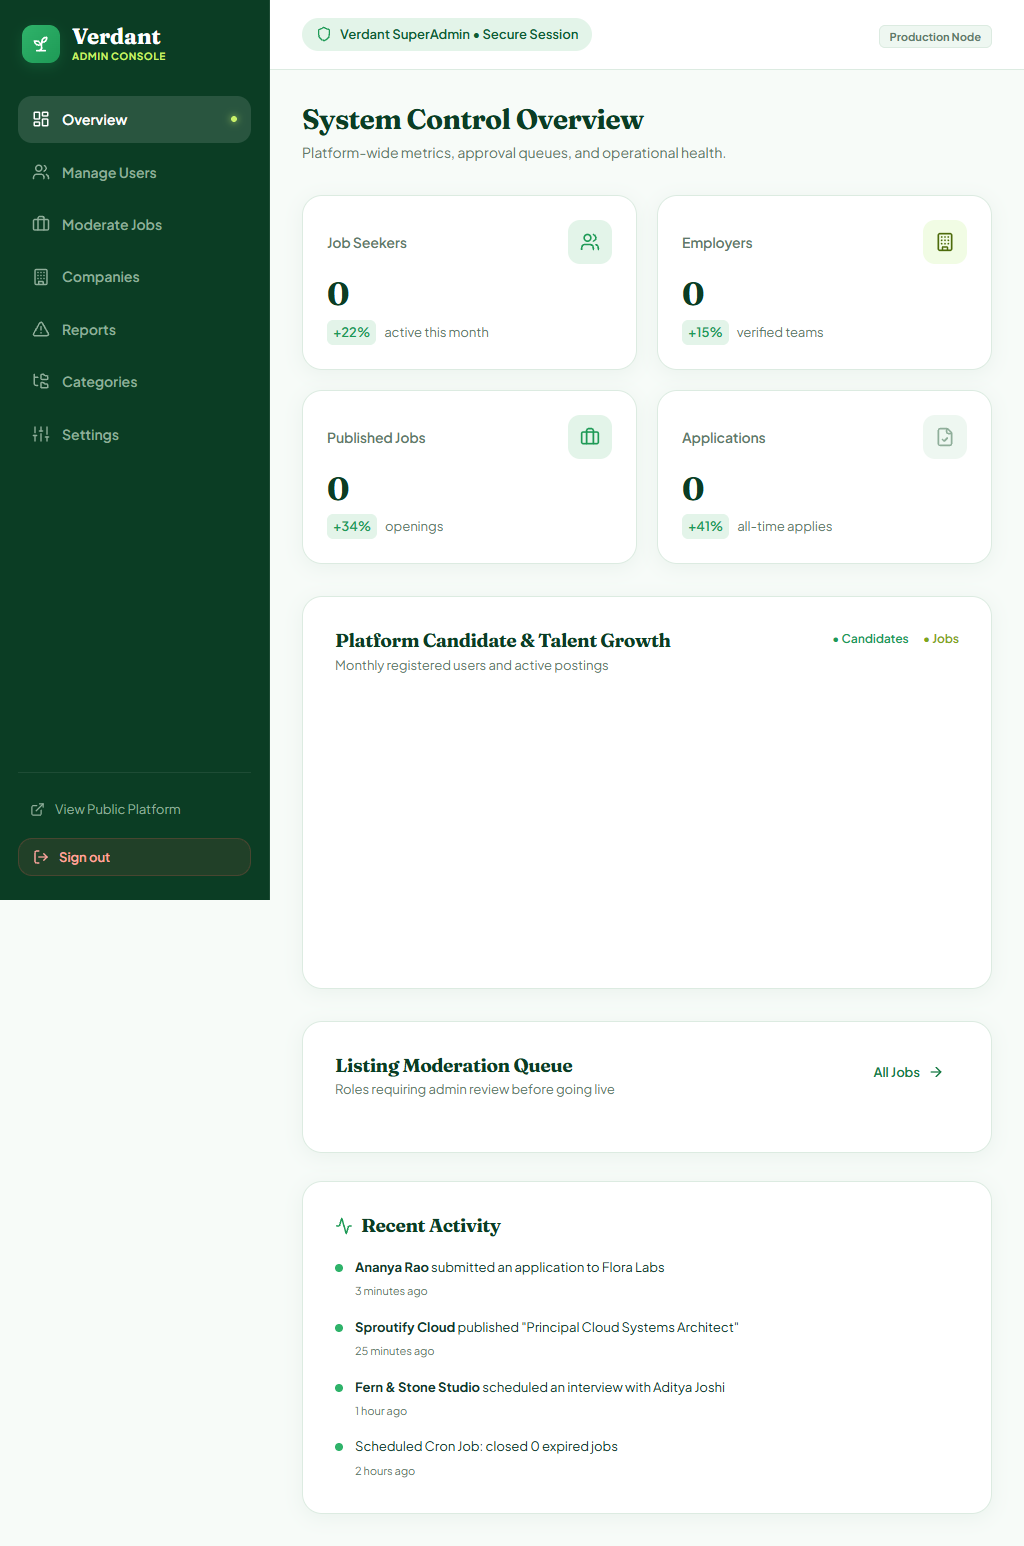 Verdant
ADMIN CONSOLE
Overview
Manage Users
Moderate Jobs
Companies
Reports
Categories
Settings
View Public Platform
Sign out
Verdant SuperAdmin • Secure Session
Production Node
System Control Overview
Platform-wide metrics, approval queues, and operational health.
Job Seekers
0
+22% active this month
Employers
0
+15% verified teams
Published Jobs
0
+34% openings
Applications
0
+41% all-time applies
Platform Candidate & Talent Growth
Monthly registered users and active postings
• Candidates • Jobs
Listing Moderation Queue
Roles requiring admin review before going live
All Jobs
Recent Activity
Ananya Rao submitted an application to Flora Labs
3 minutes ago
Sproutify Cloud published "Principal Cloud Systems Architect"
25 minutes ago
Fern & Stone Studio scheduled an interview with Aditya Joshi
1 hour ago
Scheduled Cron Job: closed 0 expired jobs
2 hours ago